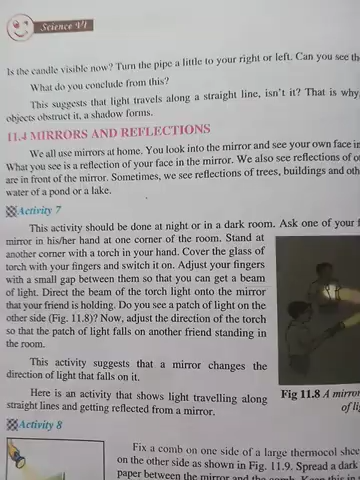 Science VI
Is the candle visible now? Turn the pipe a little to your right or left. Can you see
What do you conclude from this?
This suggests that light travels along a straight line, isn't it? That is why,
objects obstruct it, a shadow forms.
11.4 MIRRORS AND REFLECTIONS
We all use mirrors at home. You look into the mirror and see your own face in
What you see is a reflection of your face in the mirror. We also see reflections of
are in front of the mirror. Sometimes, we see reflections of trees, buildings and
water of a pond or a lake.
Activity 7
This activity should be done at night or in a dark room. Ask one of your
mirror in his/her hand at one corner of the room. Stand at
another corner with a torch in your hand. Cover the glass of
torch with your fingers and switch it on. Adjust your fingers
with a small gap between them so that you can get a beam
of light. Direct the beam of the torch light onto the mirror
that your friend is holding. Do you see a patch of light on the
other side (Fig. 11.8)? Now, adjust the direction of the torch
so that the patch of light falls on another friend standing in
the room.
This activity suggests that a mirror changes the
direction of light that falls on it.
Here is an activity that shows light travelling along
straight lines and getting reflected from a mirror.
Fig 11.8 A mirror
of
Activity 8
Fix a comb on one side of a large thermocol
on the other side as shown in Fig. 11.9. Spread a dark
paper between the mirror and the comb. Keep this in